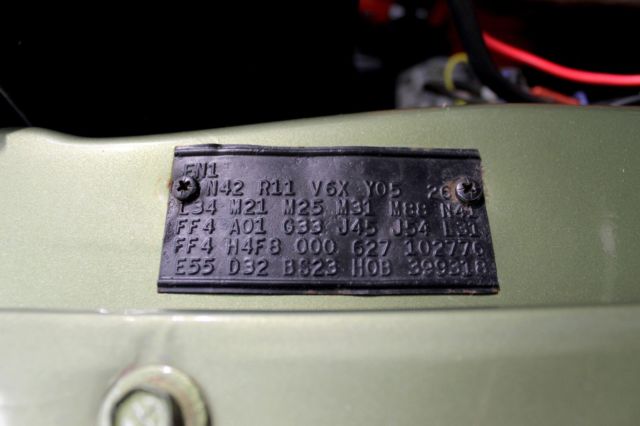 EN1
N42 R11 V6X Y05 26
L34 M21 M25 M31 M88 N41
FF4 A01 G33 J45 J54 L31
FF4 H4F8 000 627
E55 D32 BS23 H0B 399318